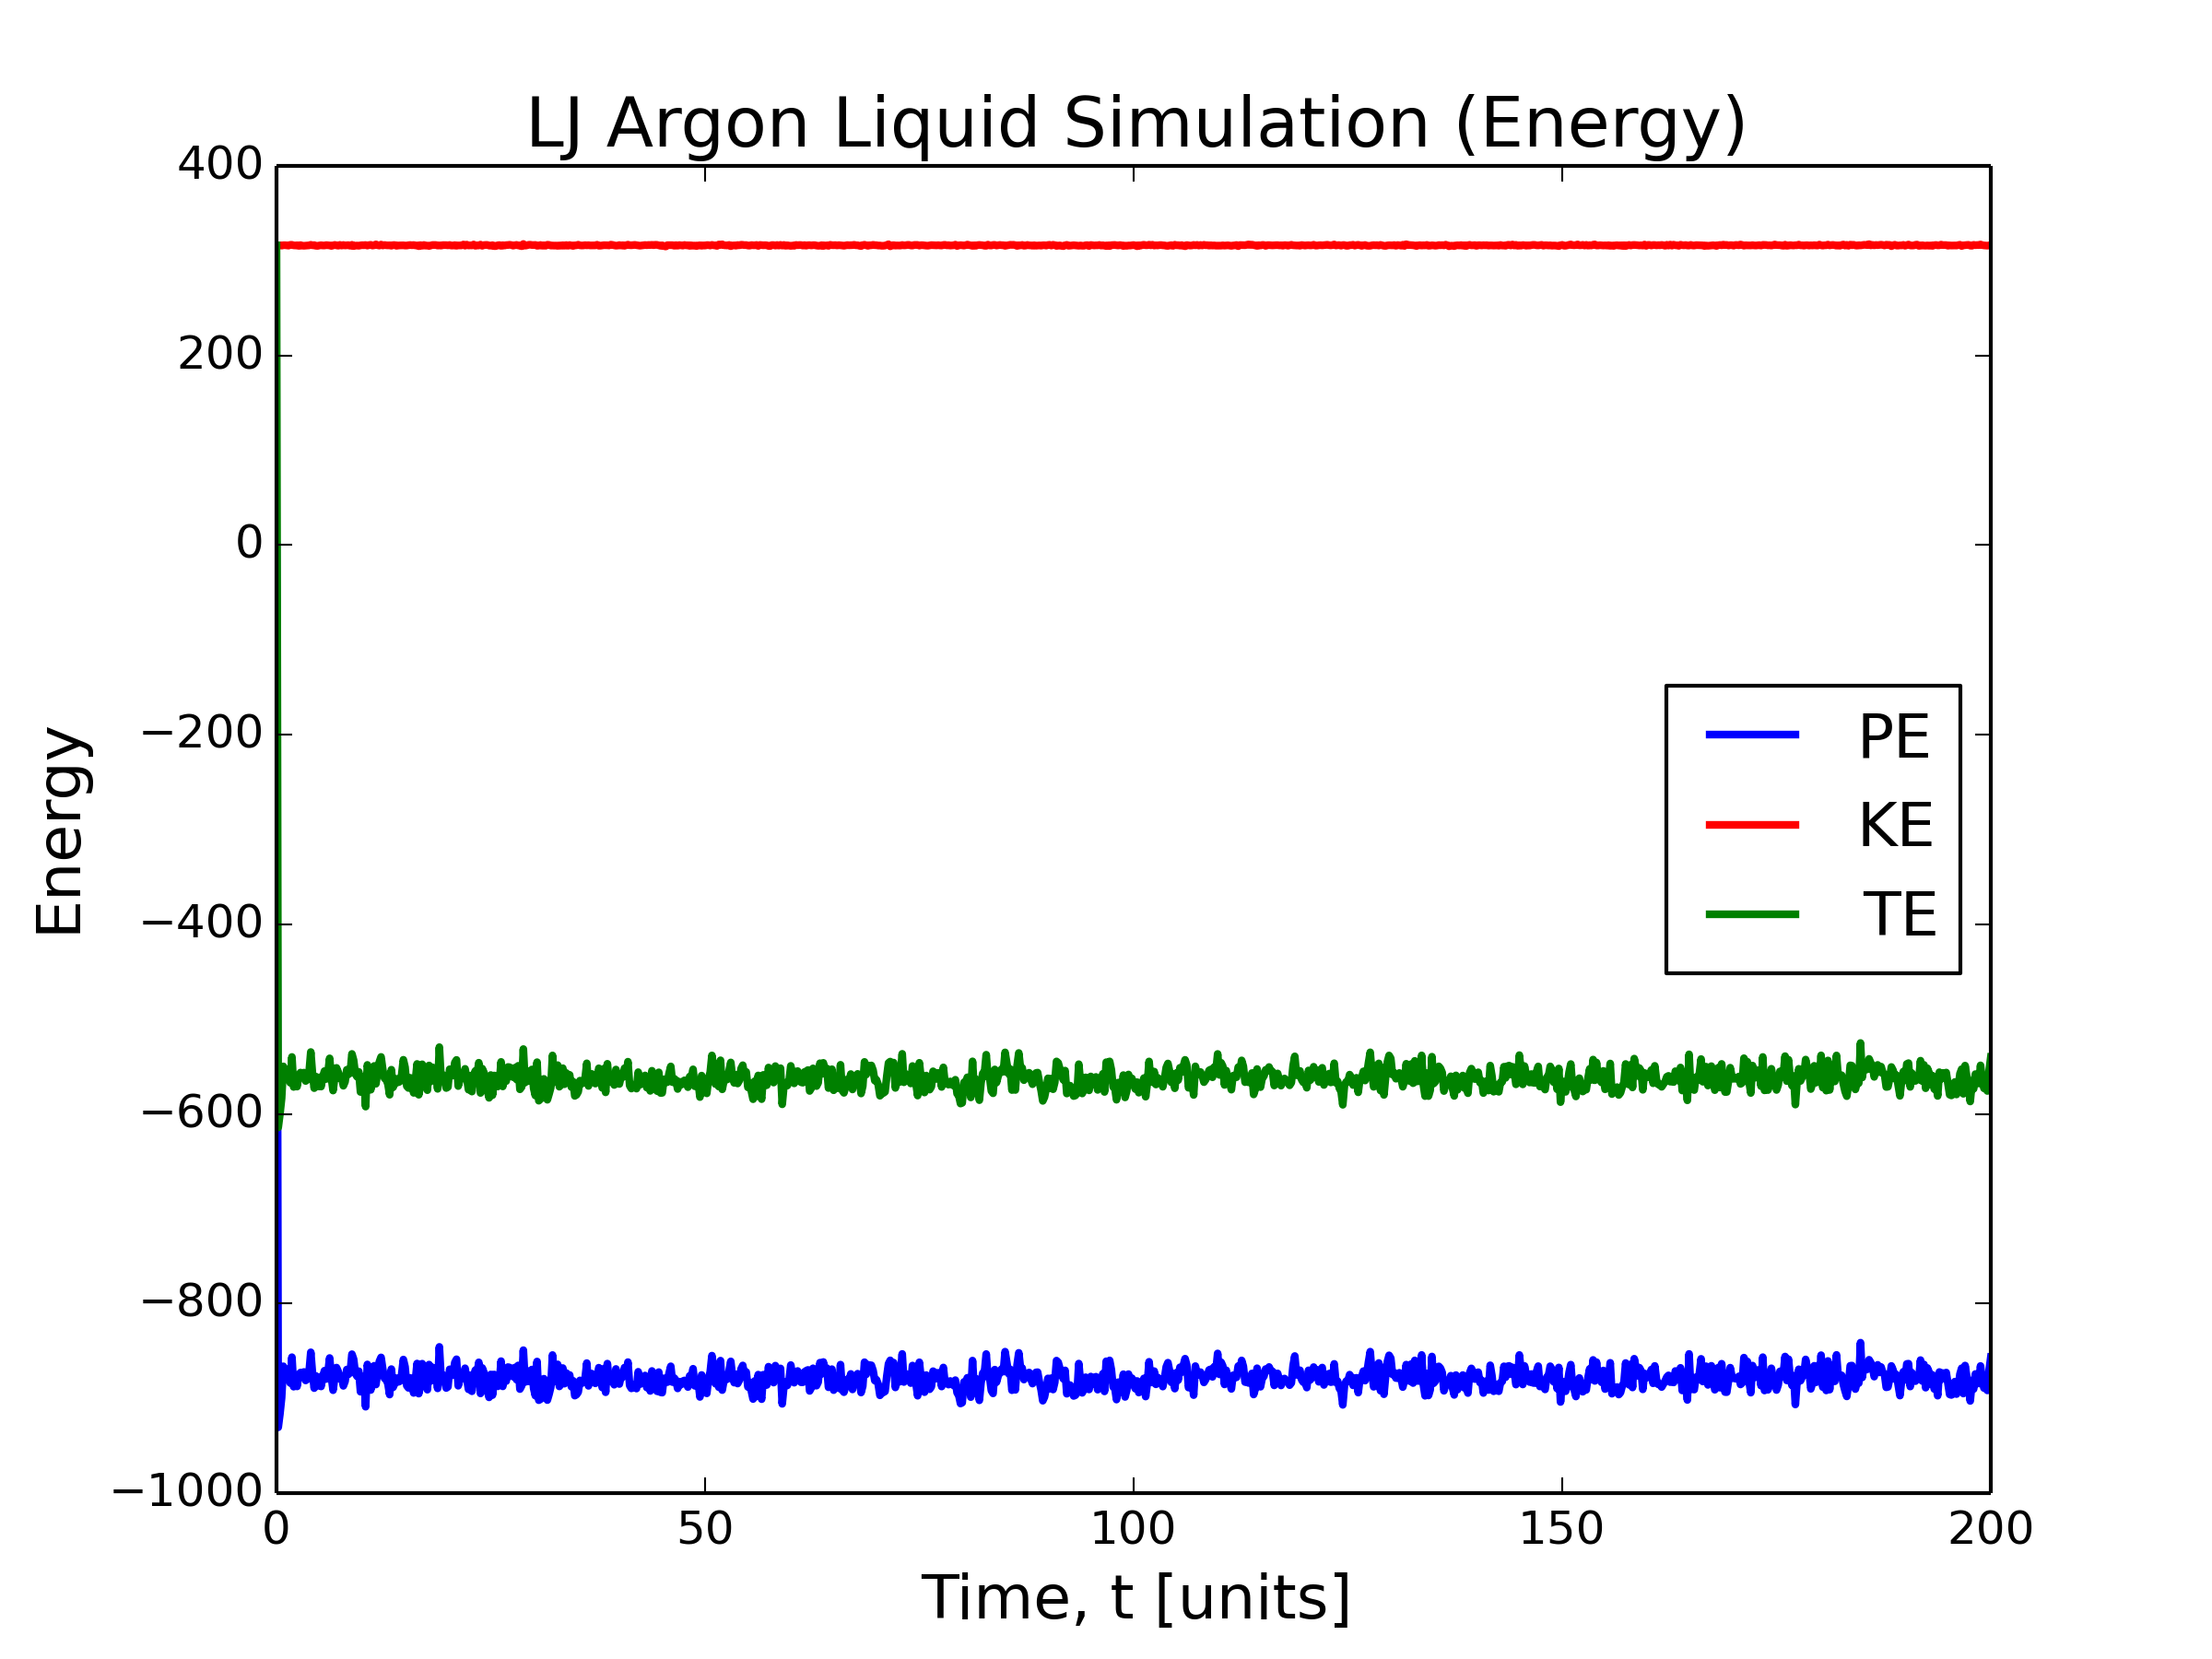 LJ Argon Liquid Simulation (Energy)
400
200
0
−200
−400
−600
−800
−1000
Energy
PE
KE
TE
0 50 100 150 200
Time, t [units]